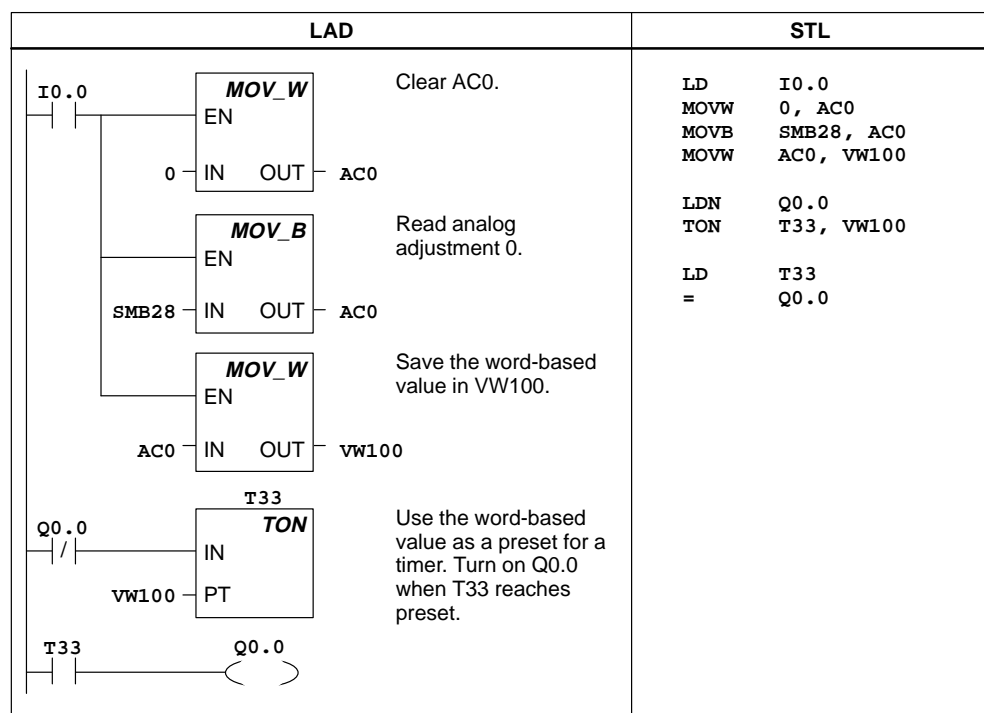 LAD
STL
I0.0
MOV_W
EN
0 IN OUT AC0
Clear AC0.
MOV_B
EN
SMB28 IN OUT AC0
Read analog
adjustment 0.
MOV_W
EN
AC0 IN OUT VW100
Save the word-based
value in VW100.
T33
Q0.0
TON
IN
VW100 PT
Use the word-based
value as a preset for a
timer. Turn on Q0.0
when T33 reaches
preset.
T33 Q0.0
LD I0.0
MOVW 0, AC0
MOVB SMB28, AC0
MOVW AC0, VW100
LDN Q0.0
TON T33, VW100
LD T33
= Q0.0